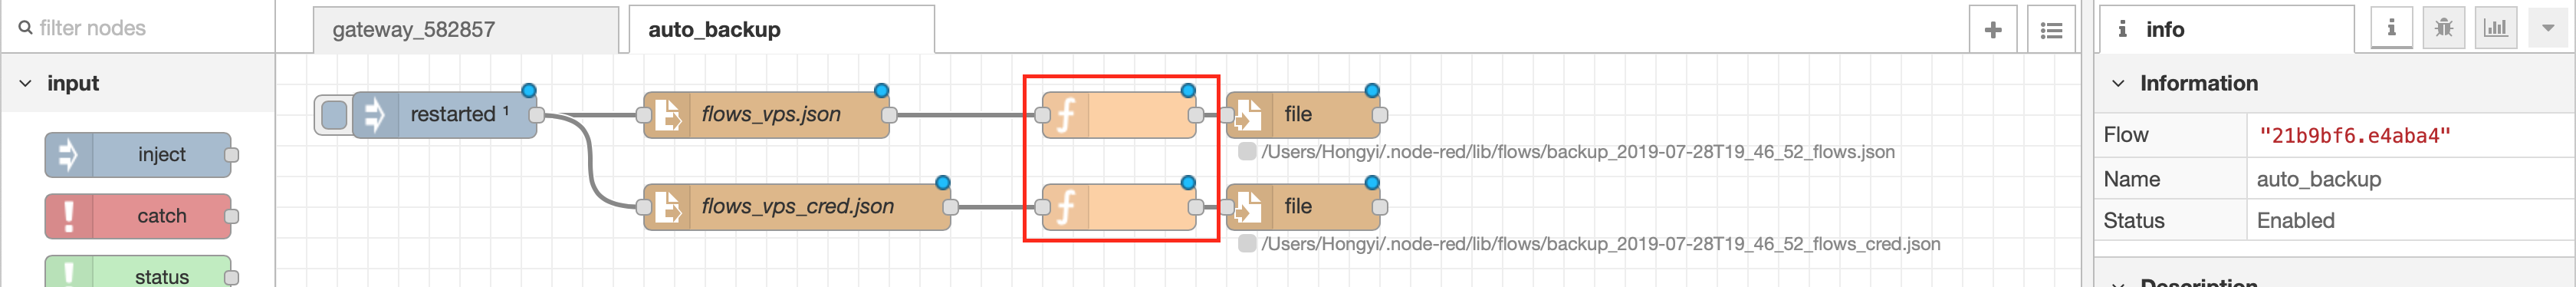 filter nodes
gateway_582857
auto_backup
info
input
Information
restarted ¹
flows_vps.json
file
Flow "21b9bf6.e4aba4"
/Users/Hongyi/.node-red/lib/flows/backup_2019-07-28T19_46_52_flows.json
inject
Name auto_backup
catch
flows_vps_cred.json
file
Status Enabled
/Users/Hongyi/.node-red/lib/flows/backup_2019-07-28T19_46_52_flows_cred.json
status
Description